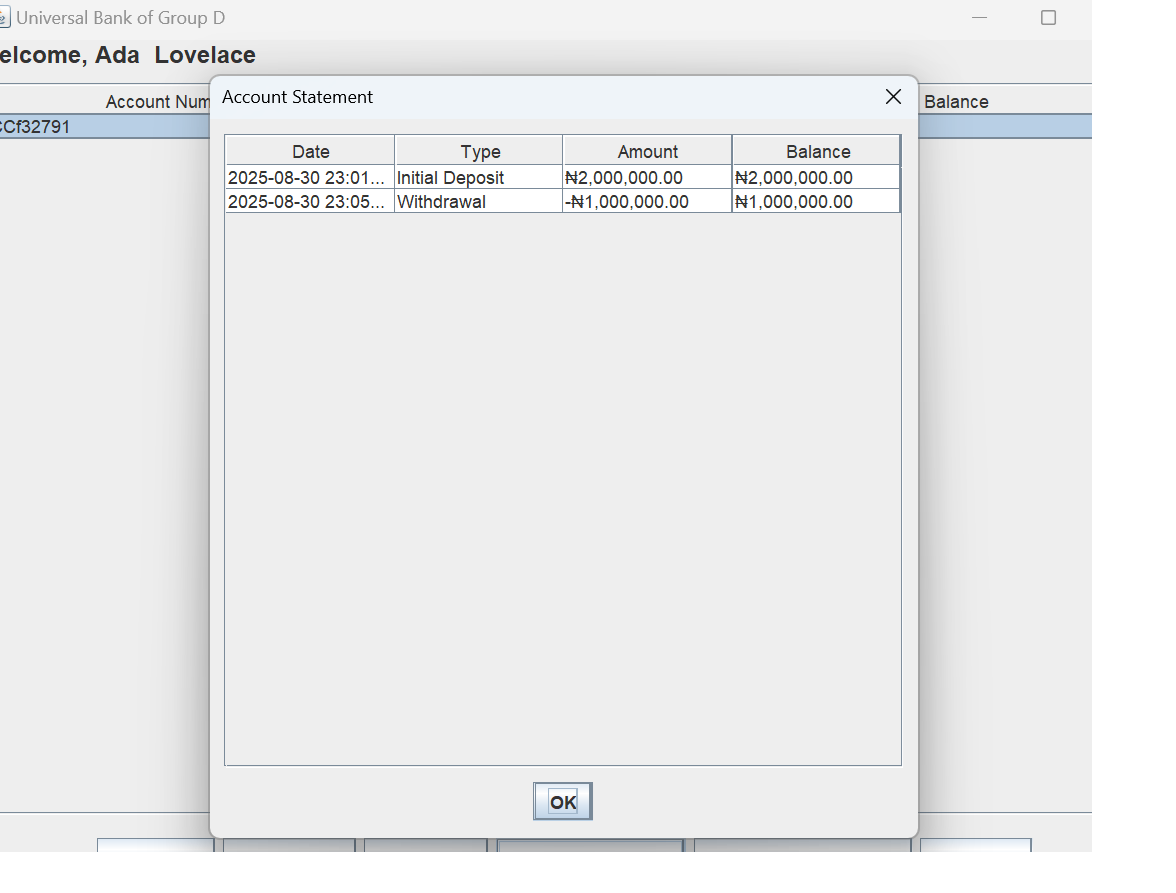 Universal Bank of Group D
elcome, Ada Lovelace
Account Num
Balance
Cf32791
Account Statement
Date Type Amount Balance
2025-08-30 23:01... Initial Deposit ₦2,000,000.00 ₦2,000,000.00
2025-08-30 23:05... Withdrawal -₦1,000,000.00 ₦1,000,000.00
OK